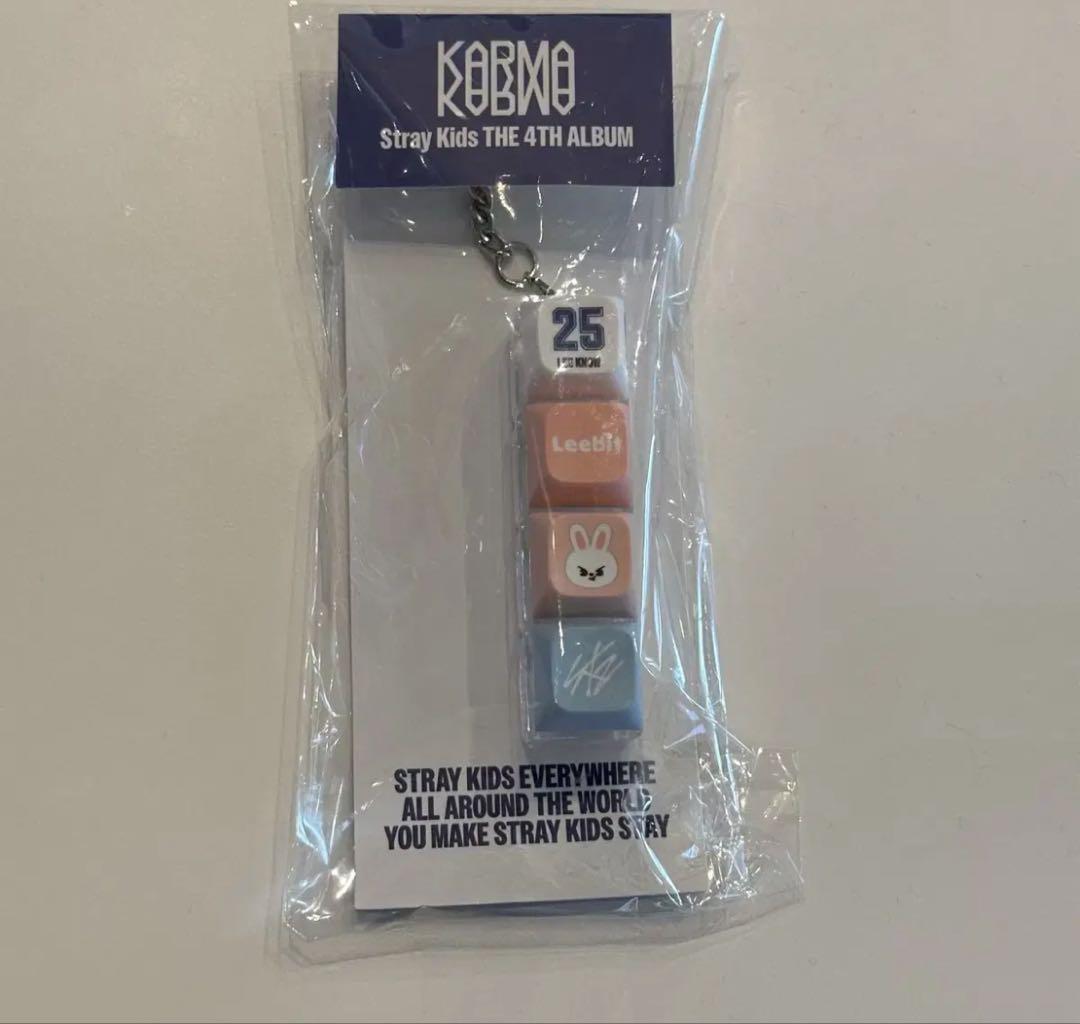 KARMA
Stray Kids THE 4TH ALBUM
25
LEE KNOW
Leebit
SKZ
STRAY KIDS EVERYWHERE
ALL AROUND THE WORLD
YOU MAKE STRAY KIDS STAY